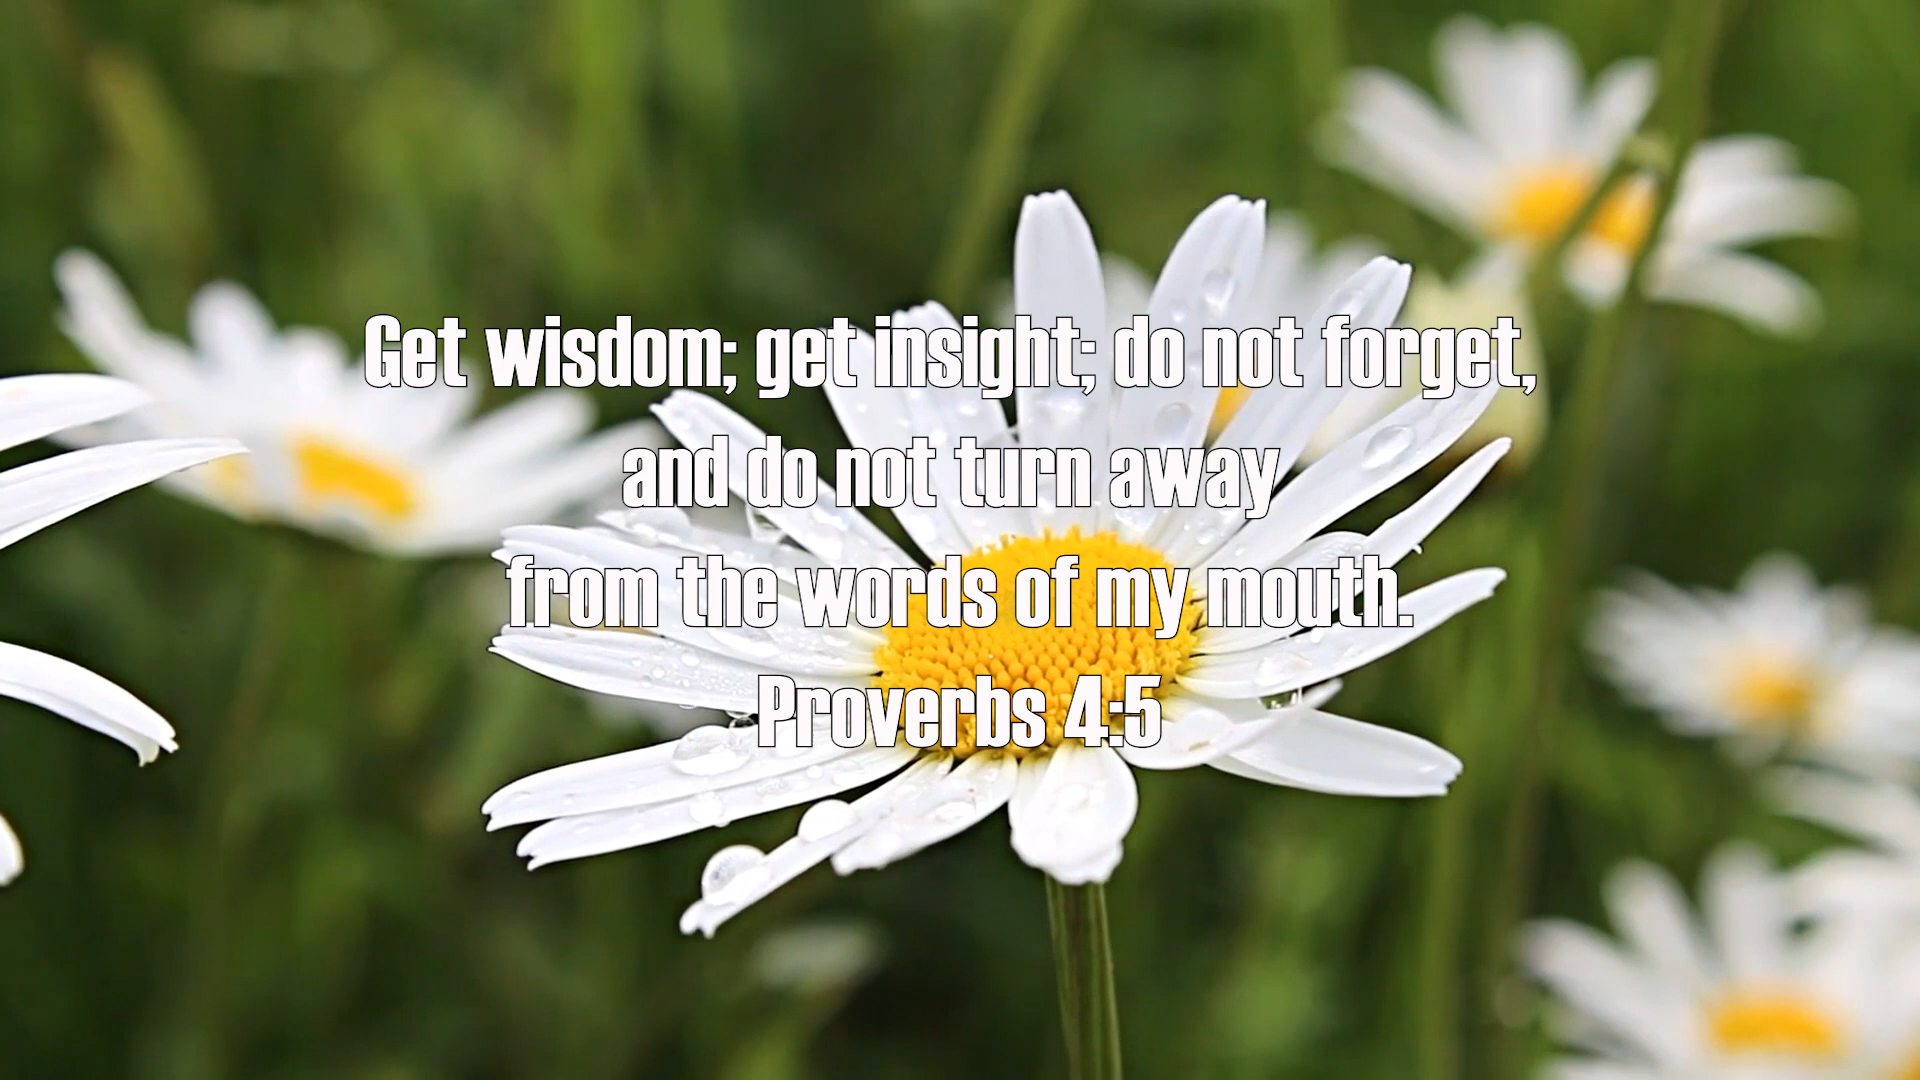 Get wisdom; get insight; do not forget,
and do not turn away
from the words of my mouth.
Proverbs 4:5